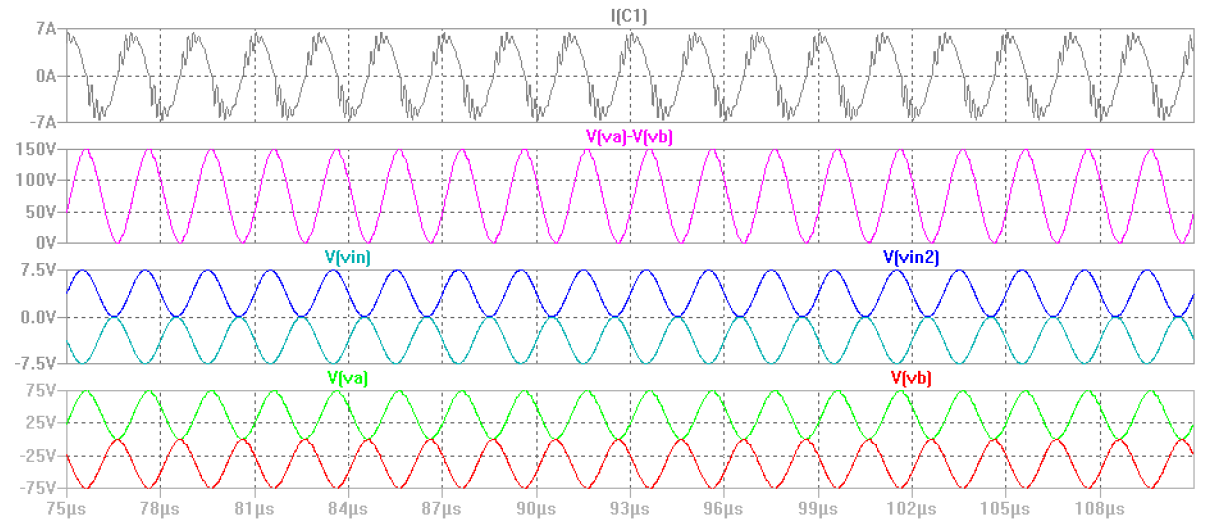 I(C1)
7A
0A
-7A
V(va)-V(vb)
150V
100V
50V
0V
V(vin) V(vin2)
7.5V
0.0V
-7.5V
V(va) V(vb)
75V
25V
-25V
-75V
75µs 78µs 81µs 84µs 87µs 90µs 93µs 96µs 99µs 102µs 105µs 108µs